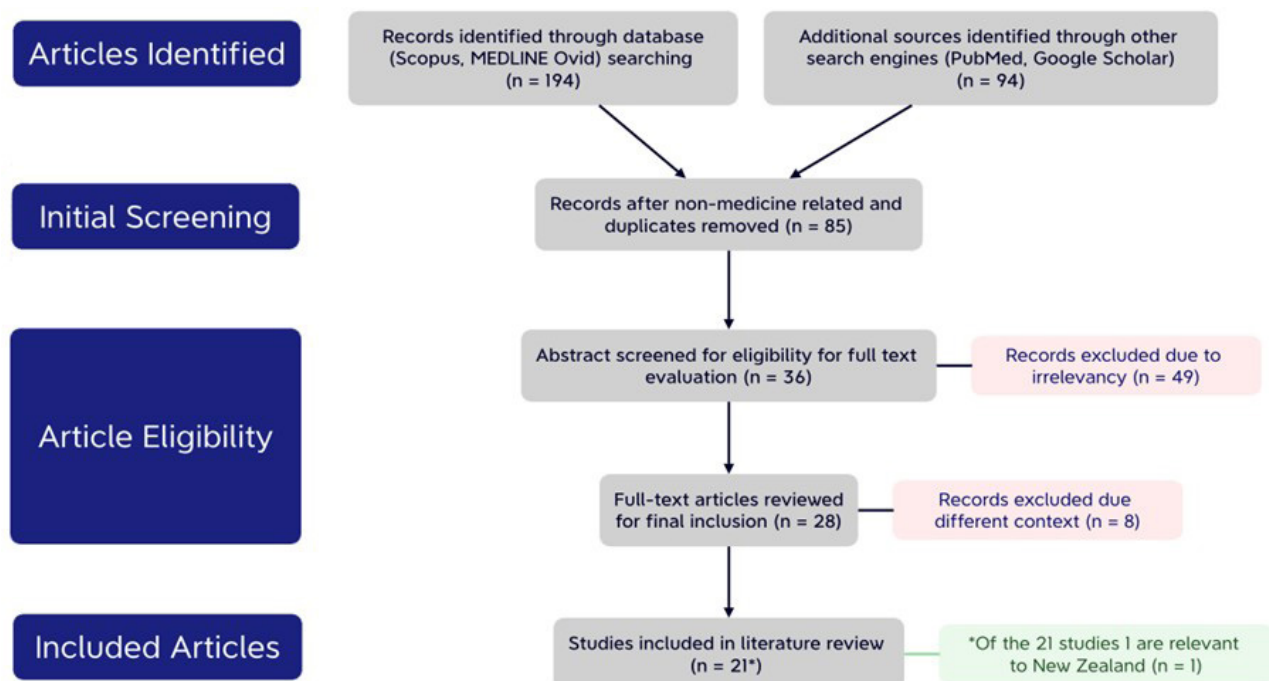 Articles Identified
Records identified through database
(Scopus, MEDLINE Ovid) searching
(n = 194)
Additional sources identified through other
search engines (PubMed, Google Scholar)
(n = 94)
Initial Screening
Records after non-medicine related and
duplicates removed (n = 85)
Article Eligibility
Abstract screened for eligibility for full text
evaluation (n = 36)
Records excluded due to
irrelevancy (n = 49)
Full-text articles reviewed
for final inclusion (n = 28)
Records excluded due
different context (n = 8)
Included Articles
Studies included in literature review
(n = 21*)
*Of the 21 studies 1 are relevant
to New Zealand (n = 1)